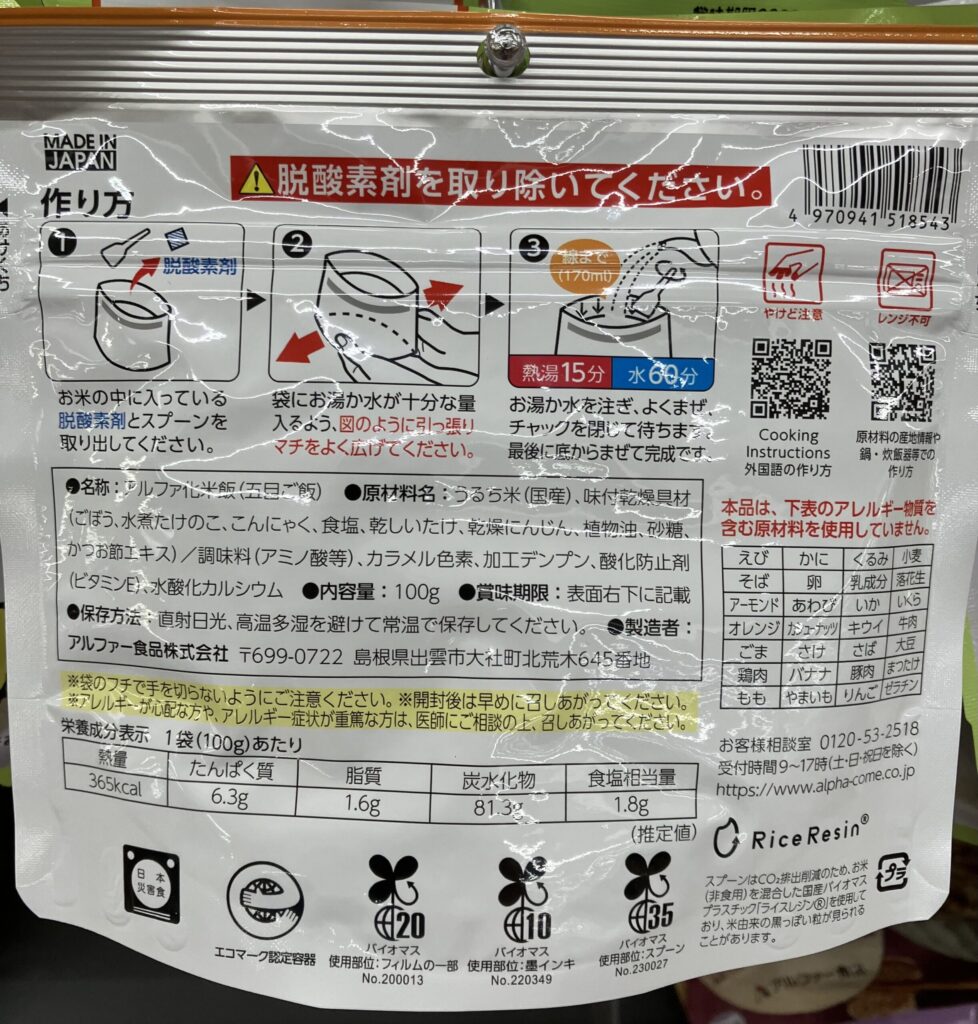 MADE IN
JAPAN
⚠脱酸素剤を取り除いてください。
4 970941 518543
作り方
1
脱酸素剤
お米の中に入っている
脱酸素剤とスプーンを
取り出してください。
2
袋にお湯か水が十分な量
入るよう、図のように引っ張り
マチをよく広げてください。
3
線まで
(170ml)
熱湯15分 水60分
お湯か水を注ぎ、よくまぜ、
チャックを閉じて待ちます。
最後に底からまぜて完成です。
やけど注意
レンジ不可
Cooking
Instructions
外国語の作り方
原材料の産地情報や
鍋・炊飯器等での
作り方
●名称:アルファ化米飯(五目ご飯) ●原材料名:うるち米(国産)、味付乾燥具材
(ごぼう、水煮たけのこ、こんにゃく、食塩、乾しいたけ、乾燥にんじん、植物油、砂糖、
かつお節エキス)/調味料(アミノ酸等)、カラメル色素、加工デンプン、酸化防止剤
(ビタミンE)、水酸化カルシウム ●内容量:100g ●賞味期限:表面右下に記載
●保存方法:直射日光、高温多湿を避けて常温で保存してください。 ●製造者:
アルファー食品株式会社 〒699-0722 島根県出雲市大社町北荒木645番地
※袋のフチで手を切らないようにご注意ください。※開封後は早めに召しあがってください。
※アレルギーが心配な方や、アレルギー症状が重篤な方は、医師にご相談の上、召しあがってください。
本品は、下表のアレルギー物質を
含む原材料を使用していません。
えび かに くるみ 小麦
そば 卵 乳成分 落花生
アーモンド あわび いか いくら
オレンジ カシューナッツ キウイ 牛肉
ごま さけ さば 大豆
鶏肉 バナナ 豚肉 まつたけ
もも やまいも りんご ゼラチン
栄養成分表示 1袋(100g)あたり
熱量 たんぱく質 脂質 炭水化物 食塩相当量
365kcal 6.3g 1.6g 81.3g 1.8g
(推定値)
お客様相談室 0120-53-2518
受付時間9~17時(土・日・祝日を除く)
https://www.alpha-come.co.jp
RiceResin®
スプーンはCO₂排出削減のため、お米
(非食用)を混合した国産バイオマス
プラスチック「ライスレジン®」を使用して
おり、米由来の黒っぽい粒が見られる
ことがあります。
プラ
日本
災害食
エコマーク認定容器
20
バイオマス
使用部位:フィルムの一部
No.200013
10
バイオマス
使用部位:墨インキ
No.220349
35
バイオマス
使用部位:スプーン
No.230027
アルファー食品